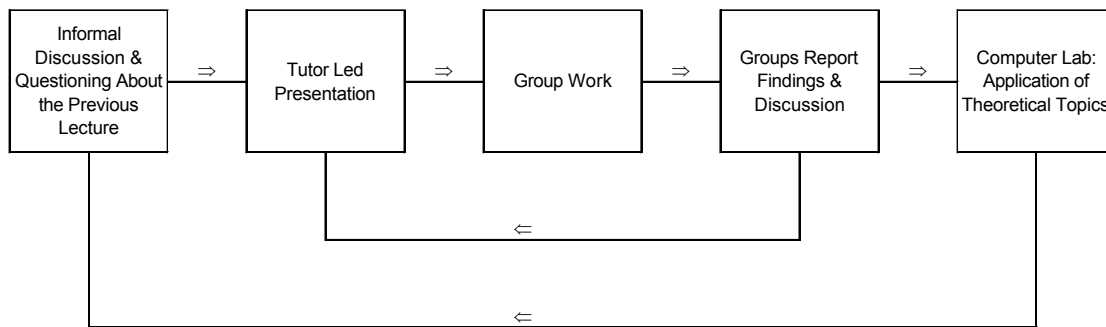 Informal
Discussion &
Questioning About
the Previous
Lecture
⇒
Tutor Led
Presentation
⇒
Group Work
⇒
Groups Report
Findings &
Discussion
⇒
Computer Lab:
Application of
Theoretical Topics
⇐
⇐